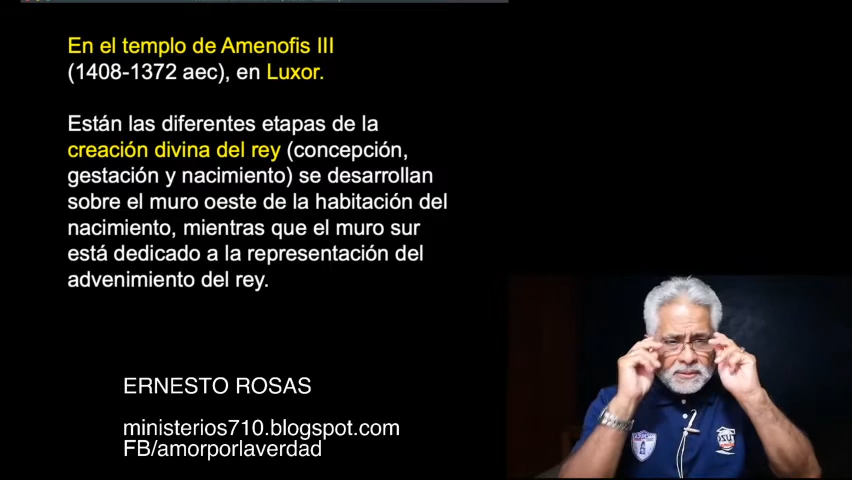 En el templo de Amenofis III
(1408-1372 aec), en Luxor.
Están las diferentes etapas de la
creación divina del rey (concepción,
gestación y nacimiento) se desarrollan
sobre el muro oeste de la habitación del
nacimiento, mientras que el muro sur
está dedicado a la representación del
advenimiento del rey.
ERNESTO ROSAS
ministerios710.blogspot.com
FB/amorporlaverdad